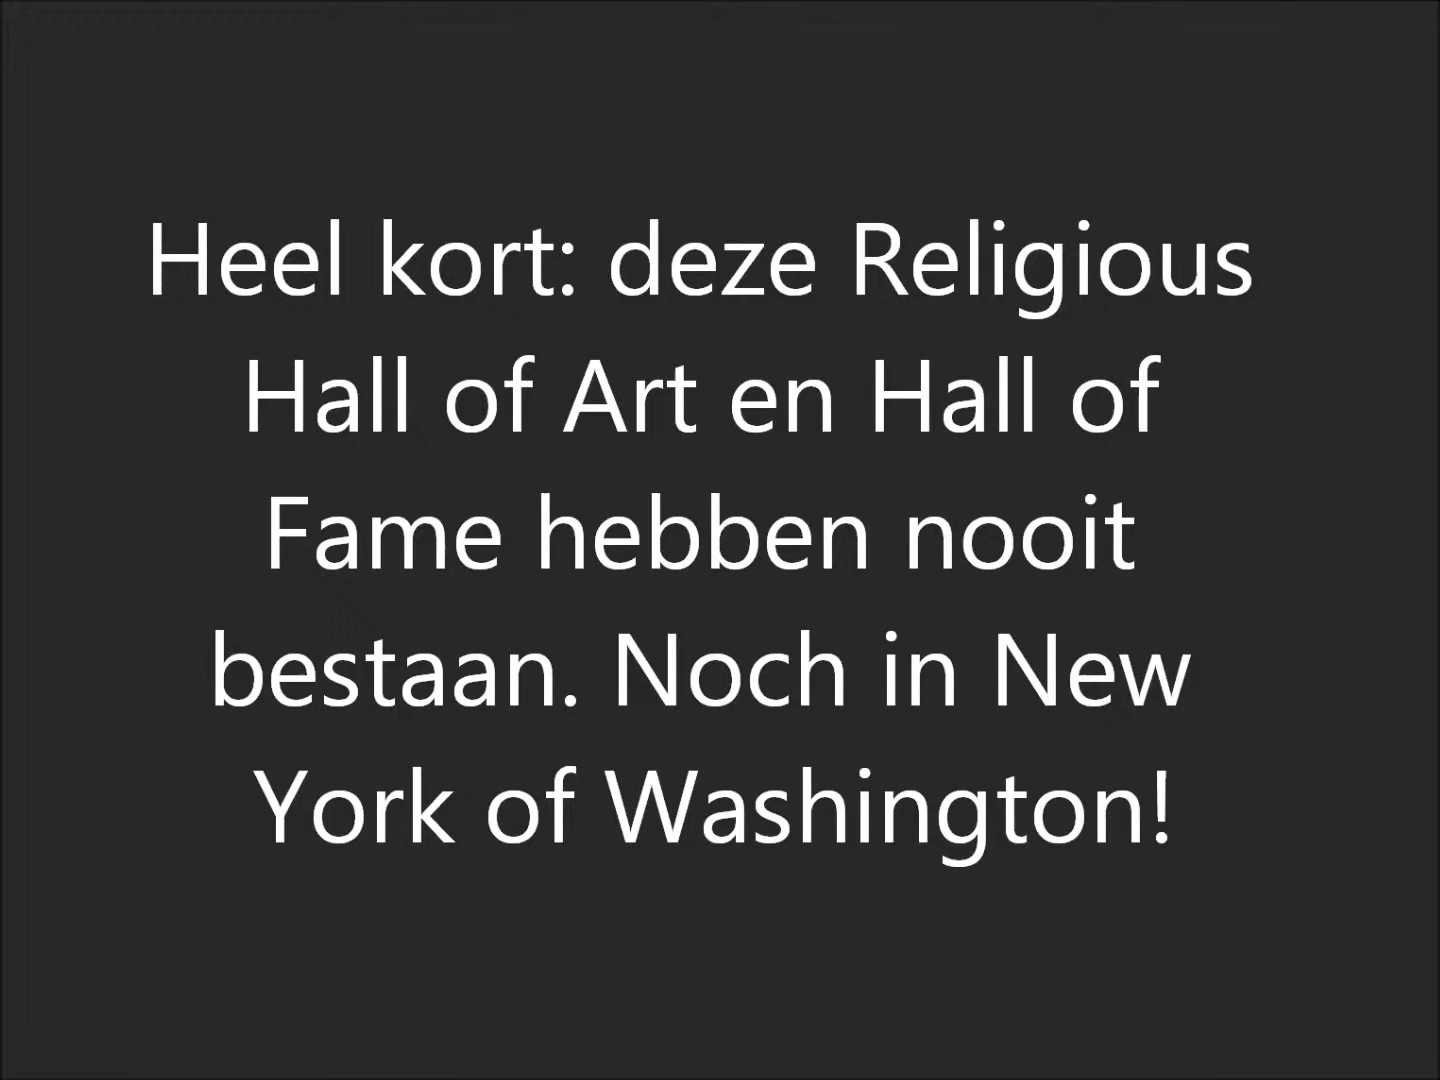 Heel kort: deze Religious
Hall of Art en Hall of
Fame hebben nooit
bestaan. Noch in New
York of Washington!